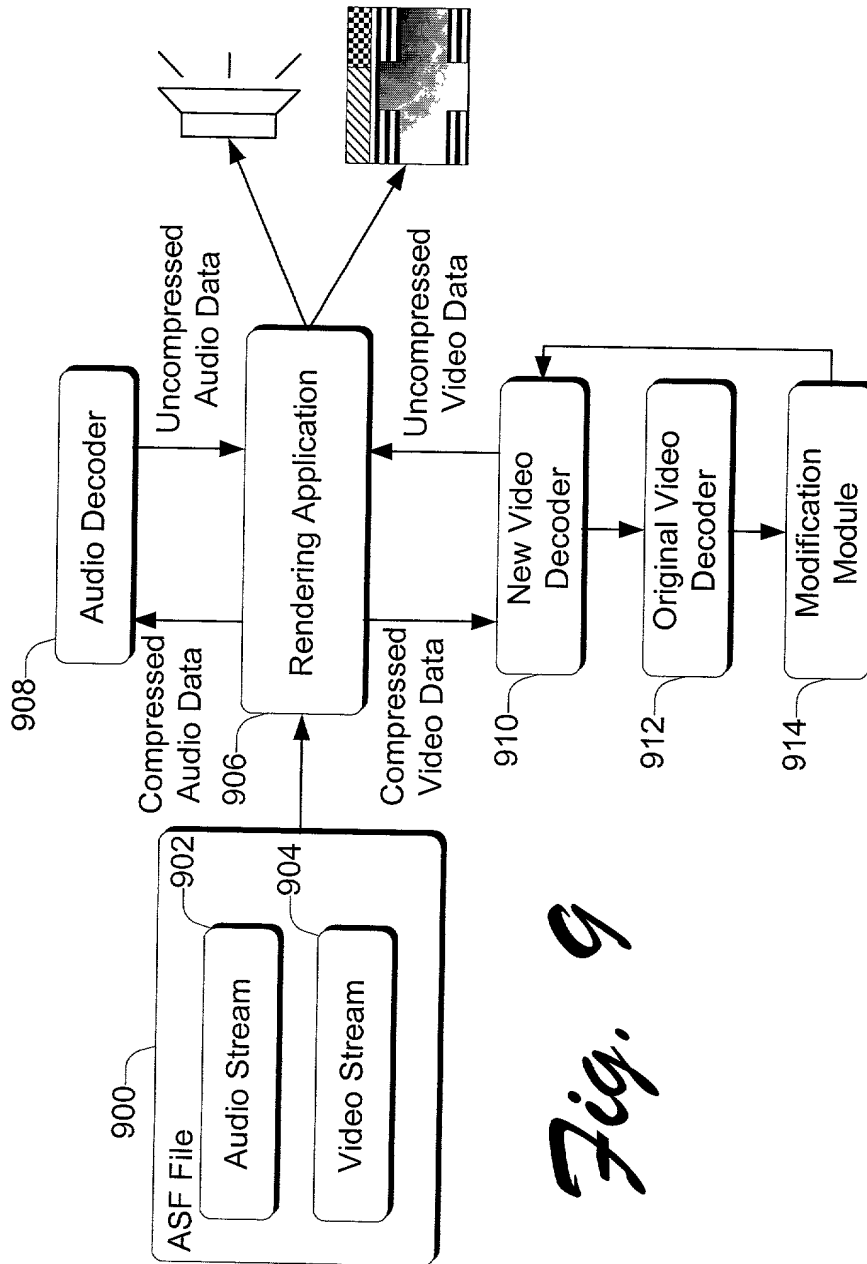 900
ASF File
902
Audio Stream
904
Video Stream
908
Audio Decoder
Compressed
Audio Data
Uncompressed
Audio Data
906
Rendering Application
Compressed
Video Data
Uncompressed
Video Data
910
New Video
Decoder
912
Original Video
Decoder
914
Modification
Module
Fig. 9